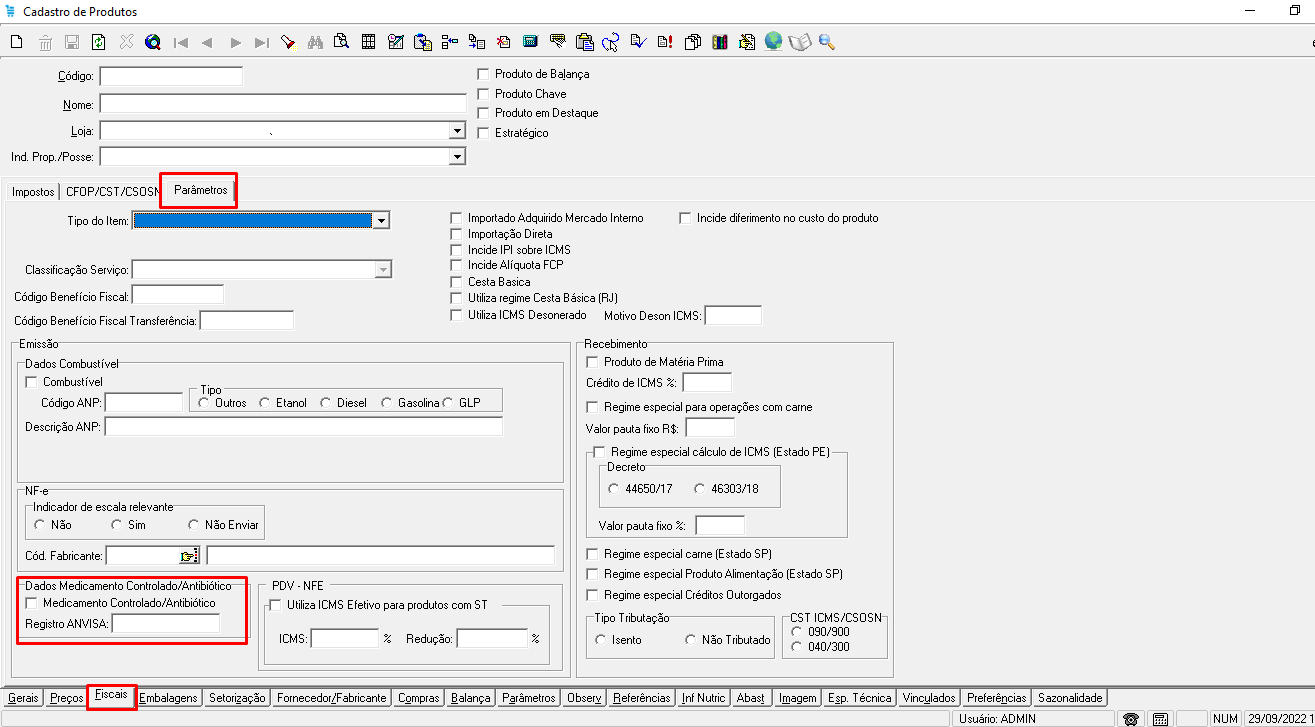 Cadastro de Produtos
Código:
Produto de Balança
Nome:
Produto Chave
Produto em Destaque
Loja:
Estratégico
Ind. Prop./Posse:
Impostos CFOP/CST/CSOSN Parâmetros
Tipo do Item:
Importado Adquirido Mercado Interno
Incide diferimento no custo do produto
Importação Direta
Incide IPI sobre ICMS
Classificação Serviço:
Incide Alíquota FCP
Cesta Basica
Código Benefício Fiscal:
Utiliza regime Cesta Básica (RJ)
Código Benefício Fiscal Transferência:
Utiliza ICMS Desonerado Motivo Deson ICMS:
Emissão
Dados Combustível
Combustível
Código ANP:
Tipo
Outros Etanol Diesel Gasolina GLP
Descrição ANP:
NF-e
Indicador de escala relevante
Não Sim Não Enviar
Cód. Fabricante:
Dados Medicamento Controlado/Antibiótico
Medicamento Controlado/Antibiótico
Registro ANVISA:
PDV - NFE
Utiliza ICMS Efetivo para produtos com ST
ICMS: % Redução: %
Recebimento
Produto de Matéria Prima
Crédito de ICMS %:
Regime especial para operações com carne
Valor pauta fixo R$:
Regime especial cálculo de ICMS (Estado PE)
Decreto
44650/17 46303/18
Valor pauta fixo %:
Regime especial carne (Estado SP)
Regime especial Produto Alimentação (Estado SP)
Regime especial Créditos Outorgados
Tipo Tributação
Isento Não Tributado
CST ICMS/CSOSN
090/900
040/300
Gerais Preços Fiscais Embalagens Setorização Fornecedor/Fabricante Compras Balança Parâmetros Observ Referências Inf Nutric Abast Imagem Esp. Técnica Vinculados Preferências Sazonalidade
Usuário: ADMIN NUM 29/09/2022 1